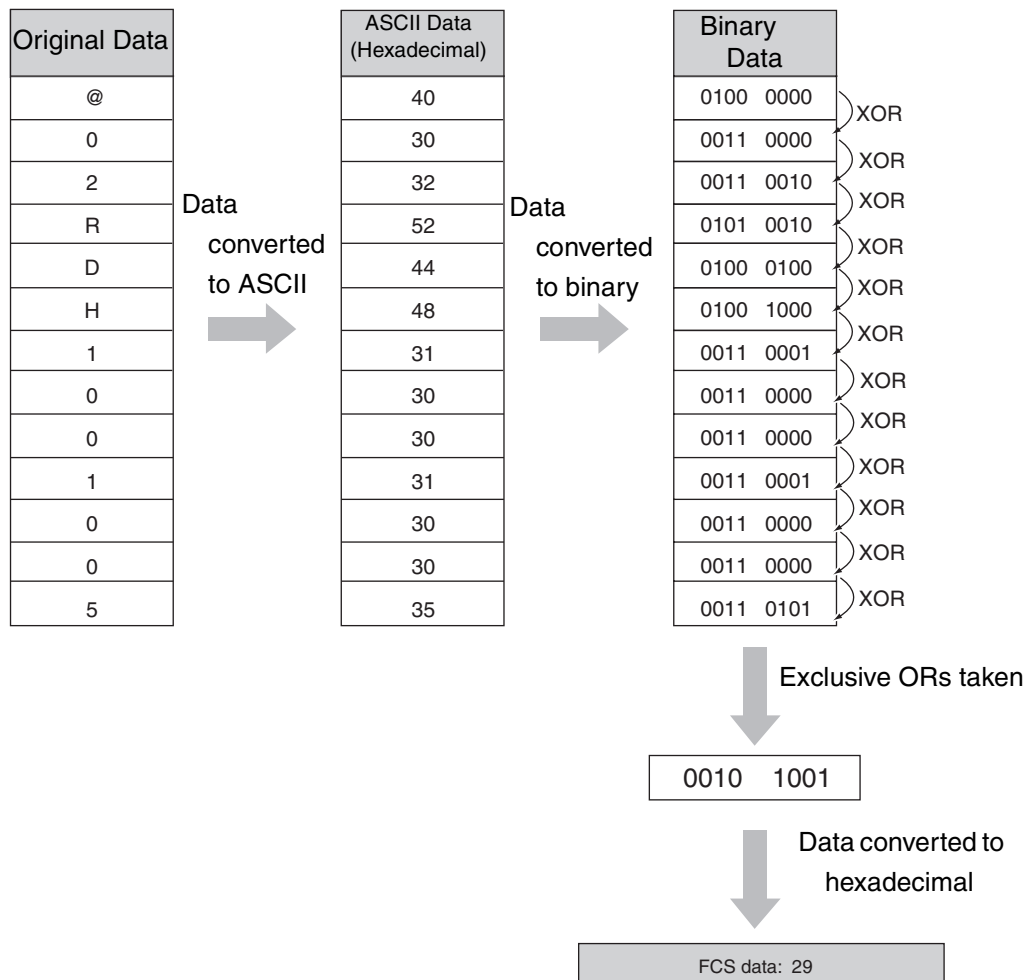 Original Data
ASCII Data
(Hexadecimal)
Binary
Data
@
40
0100 0000
XOR
0
30
0011 0000
XOR
2
32
0011 0010
XOR
R
52
0101 0010
XOR
D
44
0100 0100
XOR
H
48
0100 1000
XOR
1
31
0011 0001
XOR
0
30
0011 0000
XOR
0
30
0011 0000
XOR
1
31
0011 0001
XOR
0
30
0011 0000
XOR
0
30
0011 0000
XOR
5
35
0011 0101
Data
converted
to ASCII
Data
converted
to binary
Exclusive ORs taken
0010 1001
Data converted to
hexadecimal
FCS data: 29